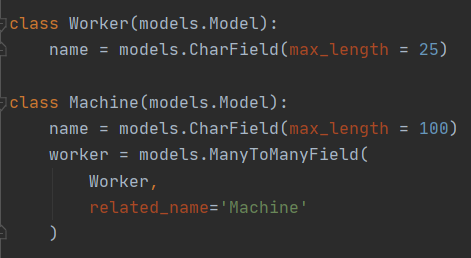 class Worker(models.Model):
    name = models.CharField(max_length = 25)

class Machine(models.Model):
    name = models.CharField(max_length = 100)
    worker = models.ManyToManyField(
        Worker,
        related_name='Machine'
    )